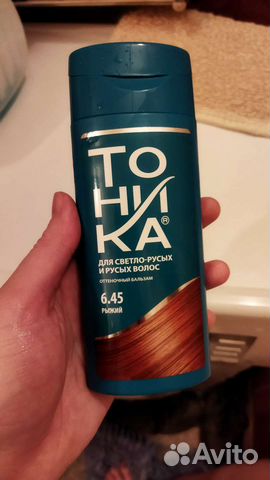 ТО
НИ
КА®
ДЛЯ СВЕТЛО-РУСЫХ
И РУСЫХ ВОЛОС
ОТТЕНОЧНЫЙ БАЛЬЗАМ
6.45
РЫЖИЙ
Avito